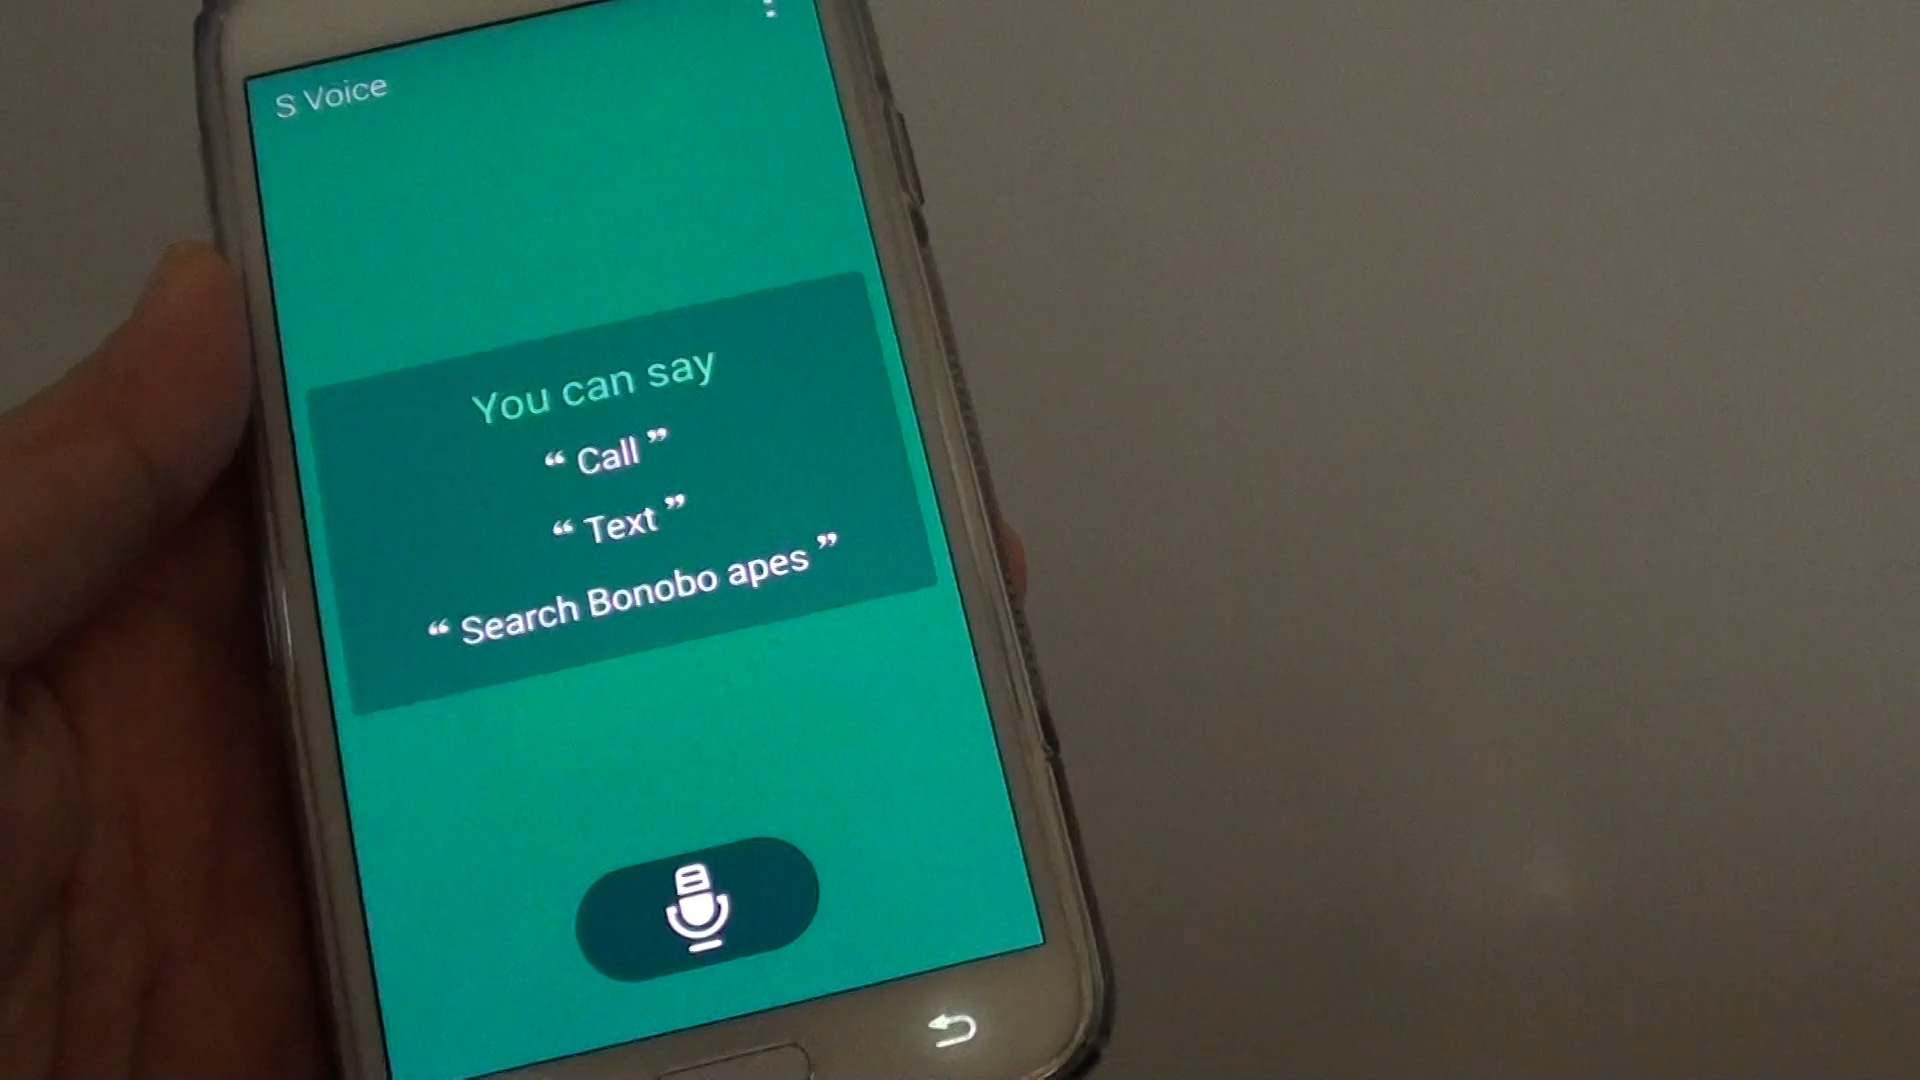 S Voice
You can say
“ Call ”
“ Text ”
“ Search Bonobo apes ”